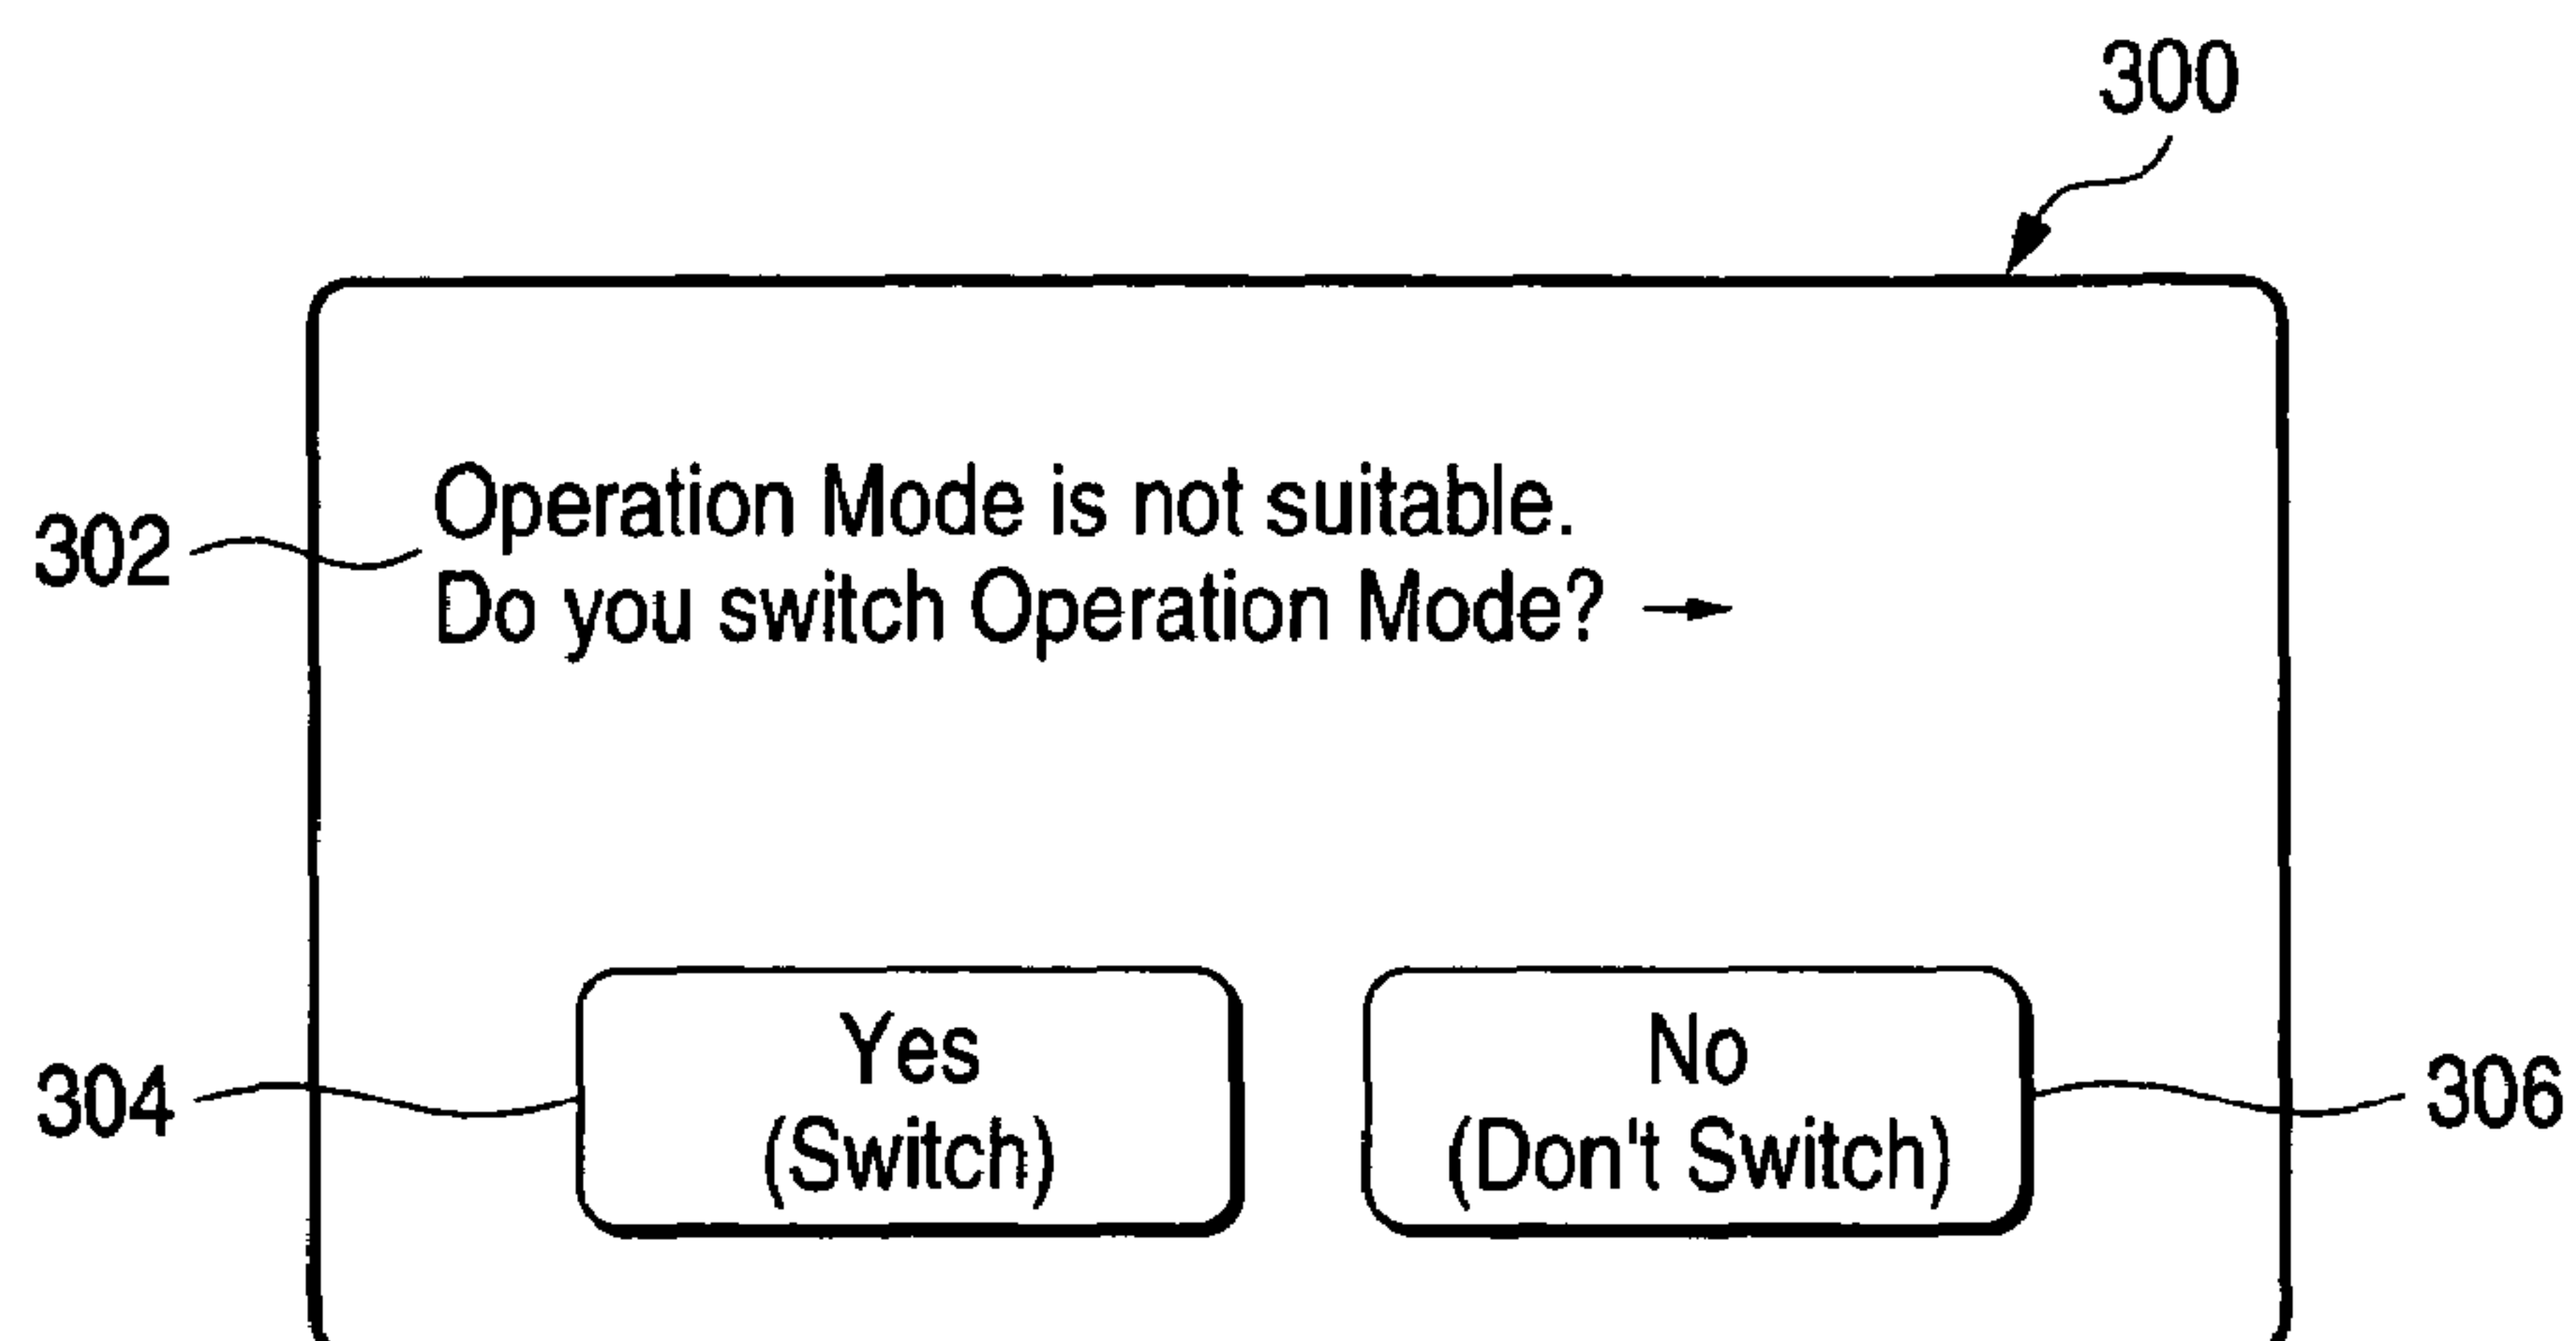 300
302
Operation Mode is not suitable.
Do you switch Operation Mode? →
304
Yes
(Switch)
No
(Don't Switch)
306